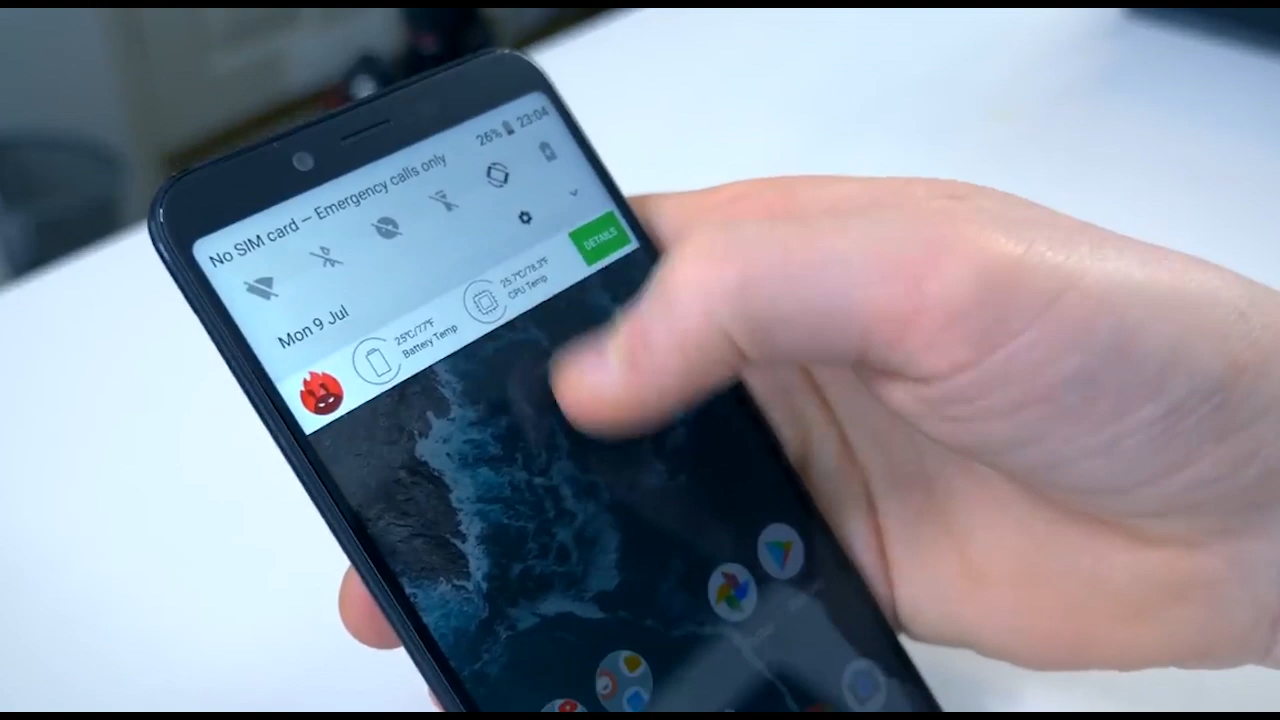 26% 23:04
No SIM card — Emergency calls only
Mon 9 Jul
25℃/77℉
Battery Temp
25.7℃/78.3℉
CPU Temp
DETAILS